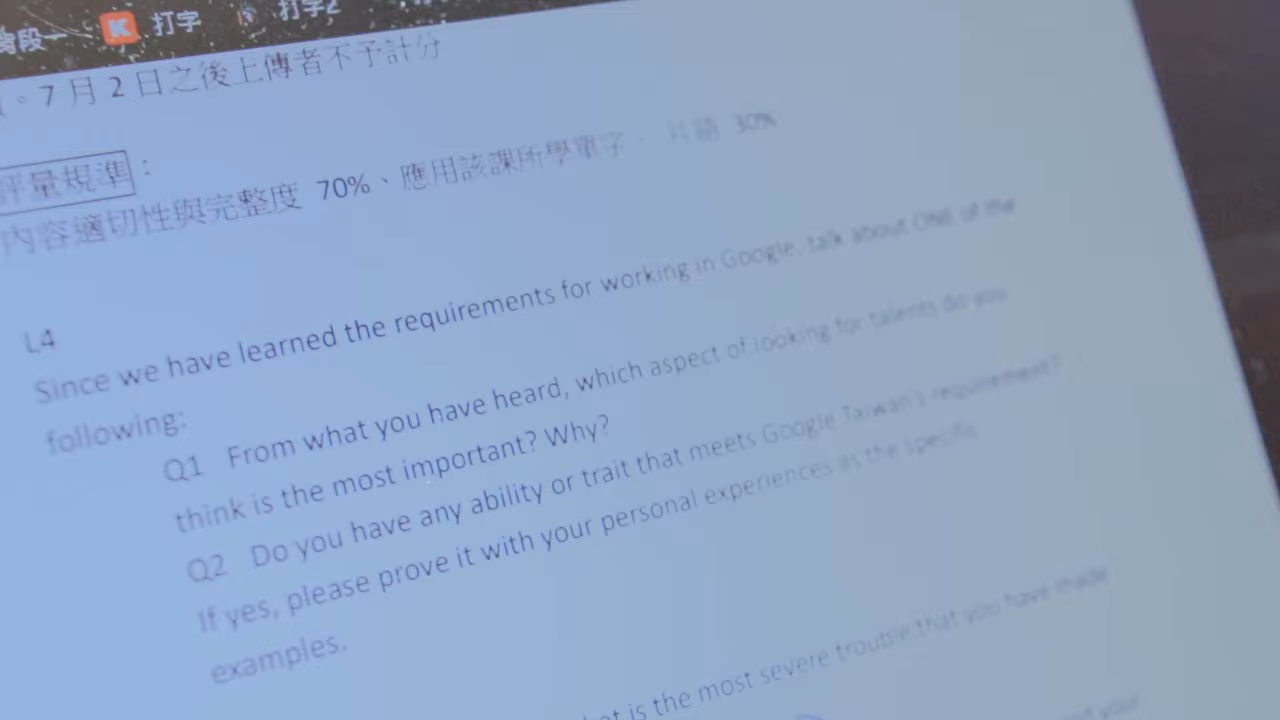 段一 K 打字 打字2
。7 月 2 日之後上傳者不予計分
評量規準：
內容適切性與完整度 70%、應用該課所學單字、片語 30%
L4
Since we have learned the requirements for working in Google, talk about ONE of the
following:
Q1 From what you have heard, which aspect of looking for talents do you
think is the most important? Why?
Q2 Do you have any ability or trait that meets Google Taiwan's requirement?
If yes, please prove it with your personal experiences as the specific
examples.
is the most severe trouble that you have made
your